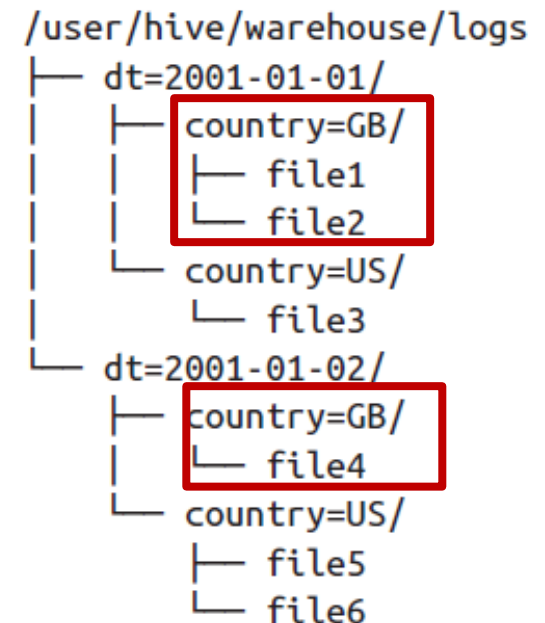 /user/hive/warehouse/logs
├── dt=2001-01-01/
│   ├── country=GB/
│   │   ├── file1
│   │   └── file2
│   └── country=US/
│       └── file3
└── dt=2001-01-02/
    ├── country=GB/
    │   └── file4
    └── country=US/
        ├── file5
        └── file6